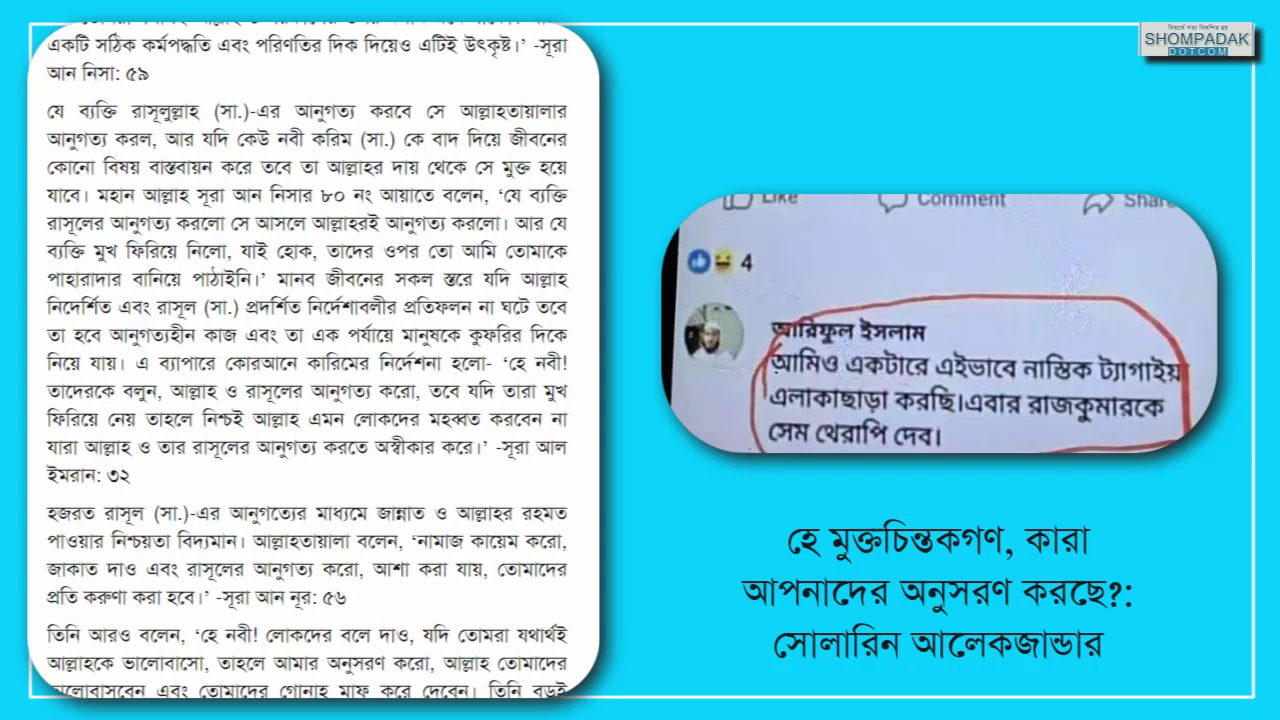 একটি সঠিক কর্মপদ্ধতি এবং পরিণতির দিক দিয়েও এটিই উৎকৃষ্ট।’ -সূরা
আন নিসা: ৫৯
যে ব্যক্তি রাসূলুল্লাহ (সা.)-এর আনুগত্য করবে সে আল্লাহতায়ালার
আনুগত্য করল, আর যদি কেউ নবী করিম (সা.) কে বাদ দিয়ে জীবনের
কোনো বিষয় বাস্তবায়ন করে তবে তা আল্লাহর দায় থেকে সে মুক্ত হয়ে
যাবে। মহান আল্লাহ সূরা আন নিসার ৮০ নং আয়াতে বলেন, ‘যে ব্যক্তি
রাসূলের আনুগত্য করলো সে আসলে আল্লাহরই আনুগত্য করলো। আর যে
ব্যক্তি মুখ ফিরিয়ে নিলো, যাই হোক, তাদের ওপর তো আমি তোমাকে
পাহারাদার বানিয়ে পাঠাইনি।’ মানব জীবনের সকল স্তরে যদি আল্লাহ
নিদের্শিত এবং রাসূল (সা.) প্রদর্শিত নির্দেশাবলীর প্রতিফলন না ঘটে তবে
তা হবে আনুগত্যহীন কাজ এবং তা এক পর্যায়ে মানুষকে কুফরির দিকে
নিয়ে যায়। এ ব্যাপারে কোরআনে কারিমের নির্দেশনা হলো- ‘হে নবী!
তাদেরকে বলুন, আল্লাহ ও রাসূলের আনুগত্য করো, তবে যদি তারা মুখ
ফিরিয়ে নেয় তাহলে নিশ্চই আল্লাহ এমন লোকদের মহব্বত করবেন না
যারা আল্লাহ ও তার রাসূলের আনুগত্য করতে অস্বীকার করে।’ -সূরা আল
ইমরান: ৩২
হজরত রাসূল (সা.)-এর আনুগত্যের মাধ্যমে জান্নাত ও আল্লাহর রহমত
পাওয়ার নিশ্চয়তা বিদ্যমান। আল্লাহতায়ালা বলেন, ‘নামাজ কায়েম করো,
জাকাত দাও এবং রাসূলের আনুগত্য করো, আশা করা যায়, তোমাদের
প্রতি করুণা করা হবে।’ -সূরা আন নূর: ৫৬
তিনি আরও বলেন, ‘হে নবী! লোকদের বলে দাও, যদি তোমরা যথার্থই
আল্লাহকে ভালোবাসো, তাহলে আমার অনুসরণ করো, আল্লাহ তোমাদের
ভালোবাসবেন এবং তোমাদের গোনাহ মাফ করে দেবেন। তিনি বড়ই
SHOMPADAK
DOTCOM
Like Comment Share
4
আরিফুল ইসলাম
আমিও একটারে এইভাবে নাস্তিক ট্যাগাইয়
এলাকাছাড়া করছি।এবার রাজকুমারকে
সেম থেরাপি দেব।
হে মুক্তচিন্তকগণ, কারা
আপনাদের অনুসরণ করছে?:
সোলারিন আলেকজান্ডার